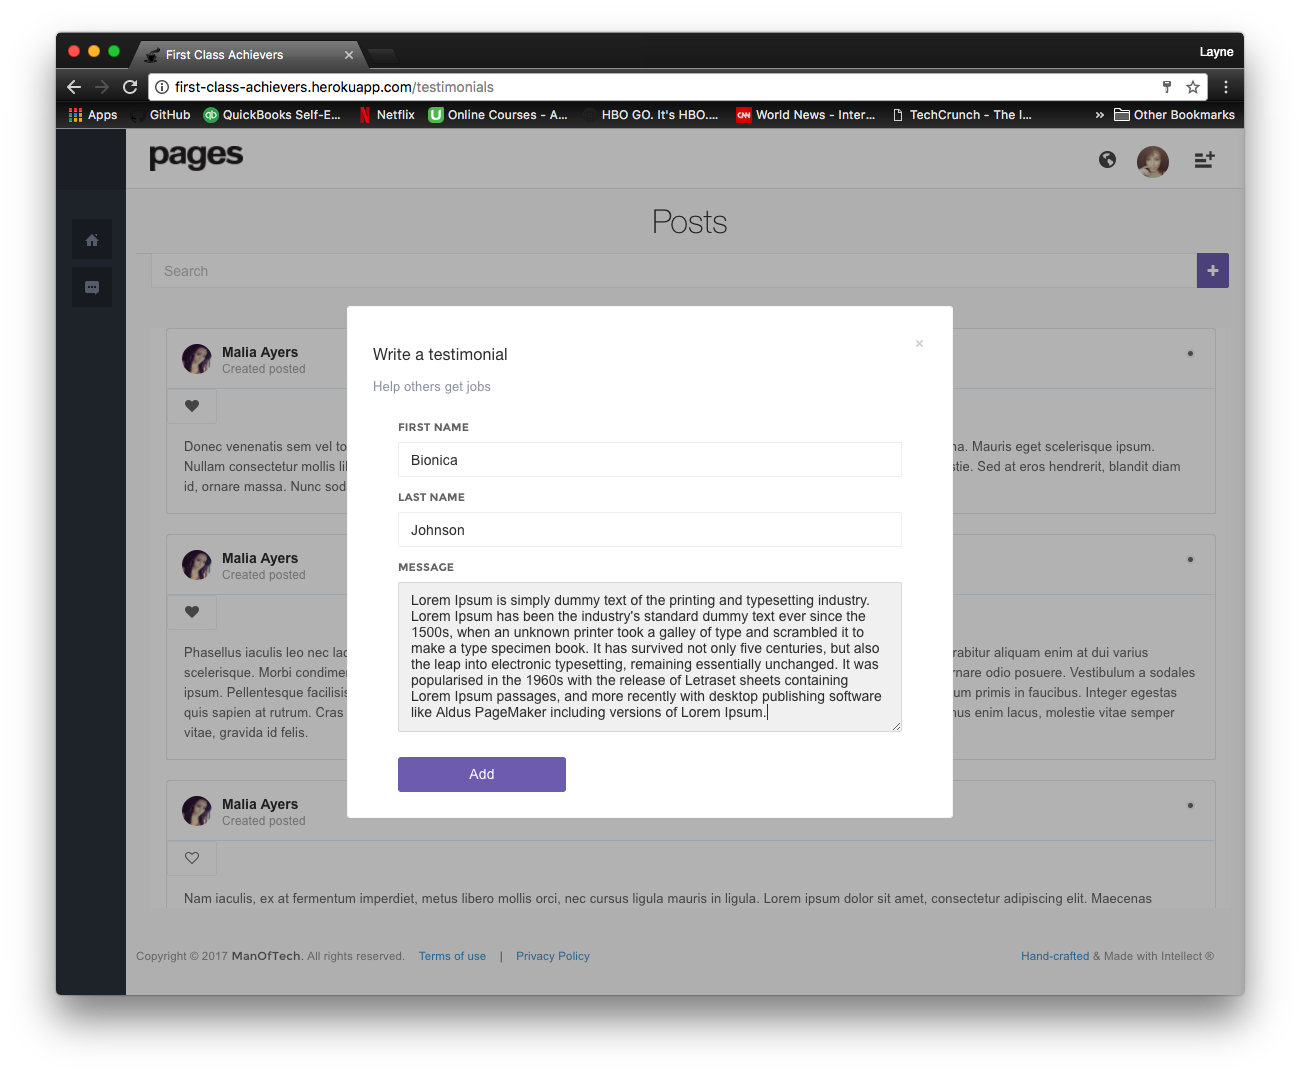 First Class Achievers
Layne
first-class-achievers.herokuapp.com/testimonials
Apps GitHub QuickBooks Self-E... Netflix Online Courses - A... HBO GO. It's HBO.... CNN World News - Inter... TechCrunch - The I... » Other Bookmarks
pages
Posts
Search
Write a testimonial ×
Help others get jobs
FIRST NAME
Bionica
LAST NAME
Johnson
MESSAGE
Lorem Ipsum is simply dummy text of the printing and typesetting industry.
Lorem Ipsum has been the industry's standard dummy text ever since the
1500s, when an unknown printer took a galley of type and scrambled it to
make a type specimen book. It has survived not only five centuries, but also
the leap into electronic typesetting, remaining essentially unchanged. It was
popularised in the 1960s with the release of Letraset sheets containing
Lorem Ipsum passages, and more recently with desktop publishing software
like Aldus PageMaker including versions of Lorem Ipsum.
Add
Malia Ayers
Created posted
Donec venenatis sem vel Mauris eget scelerisque ipsum.
Nullam consectetur mollis Sed at eros hendrerit, blandit diam
id, ornare massa. Nunc
Malia Ayers
Created posted
Phasellus iaculis leo nec aliquam enim at dui varius
scelerisque. Morbi odio posuere. Vestibulum a sodales
ipsum. Pellentesque primis in faucibus. Integer egestas
quis sapien at rutrum. Cras enim lacus, molestie vitae semper
vitae, gravida id felis.
Malia Ayers
Created posted
Nam iaculis, ex at fermentum imperdiet, metus libero mollis orci, nec cursus ligula mauris in ligula. Lorem ipsum dolor sit amet, consectetur adipiscing elit. Maecenas
Copyright © 2017 ManOfTech. All rights reserved. Terms of use | Privacy Policy Hand-crafted & Made with Intellect ®